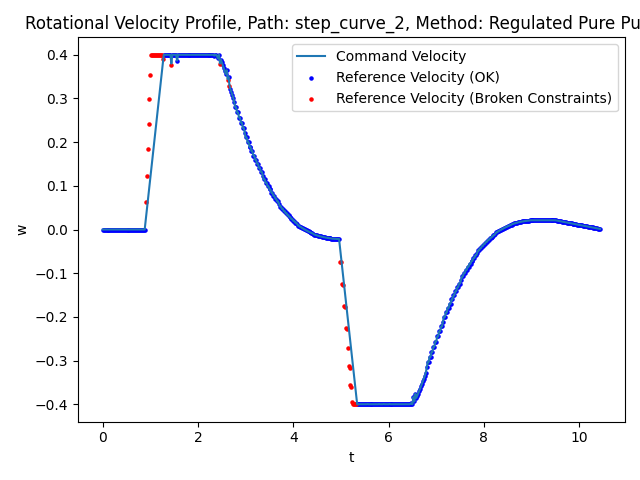 Rotational Velocity Profile, Path: step_curve_2, Method: Regulated Pure Pu
Command Velocity
Reference Velocity (OK)
Reference Velocity (Broken Constraints)
0.4
0.3
0.2
0.1
0.0
−0.1
−0.2
−0.3
−0.4
w
0
2
4
6
8
10
t